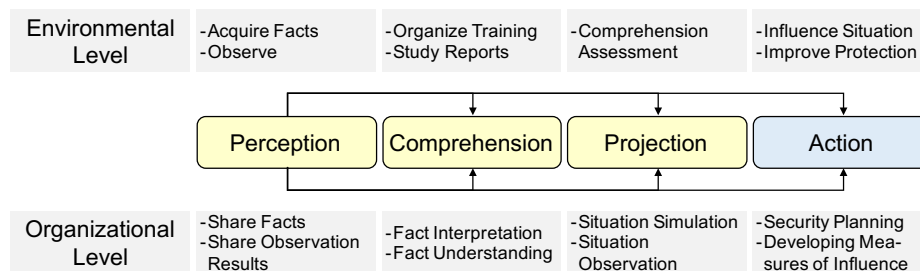 Environmental
Level
-Acquire Facts
-Observe
-Organize Training
-Study Reports
-Comprehension
Assessment
-Influence Situation
-Improve Protection
Perception
Comprehension
Projection
Action
Organizational
Level
-Share Facts
-Share Observation
Results
-Fact Interpretation
-Fact Understanding
-Situation Simulation
-Situation
Observation
-Security Planning
-Developing Mea-
sures of Influence